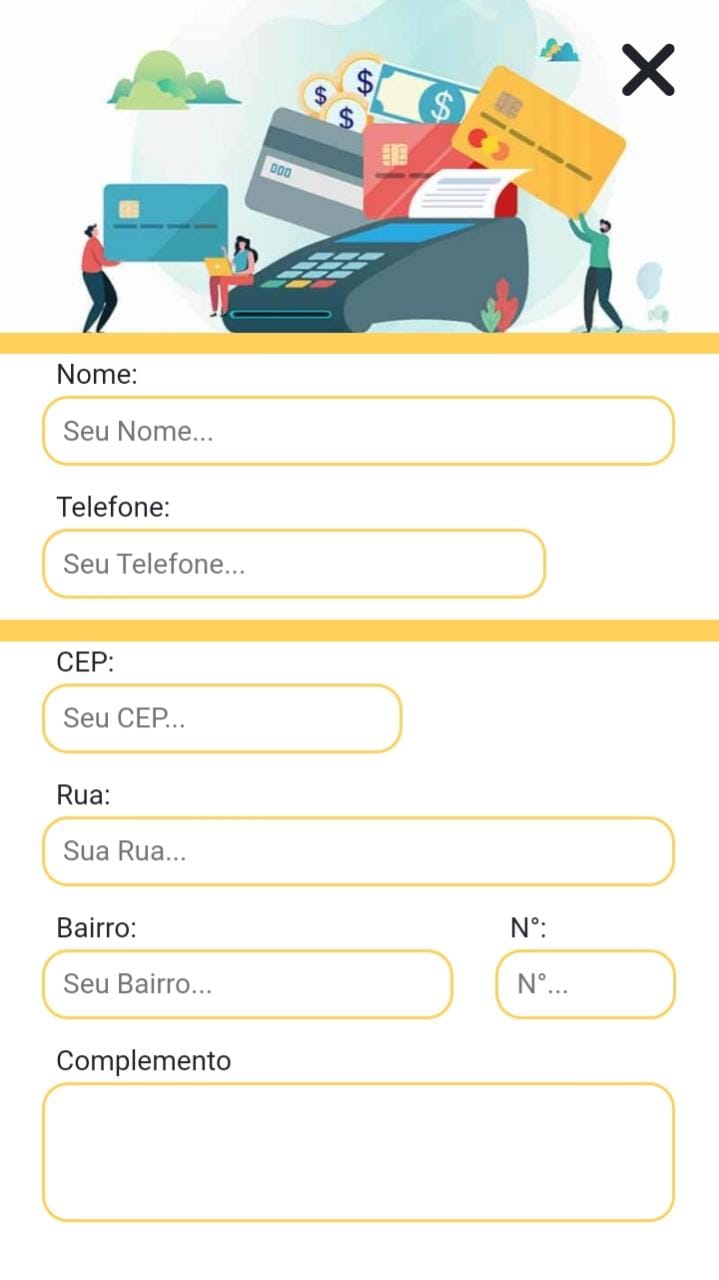 $
$
$
$
Nome:
Seu Nome...
Telefone:
Seu Telefone...
CEP:
Seu CEP...
Rua:
Sua Rua...
Bairro: N°:
Seu Bairro... N°...
Complemento